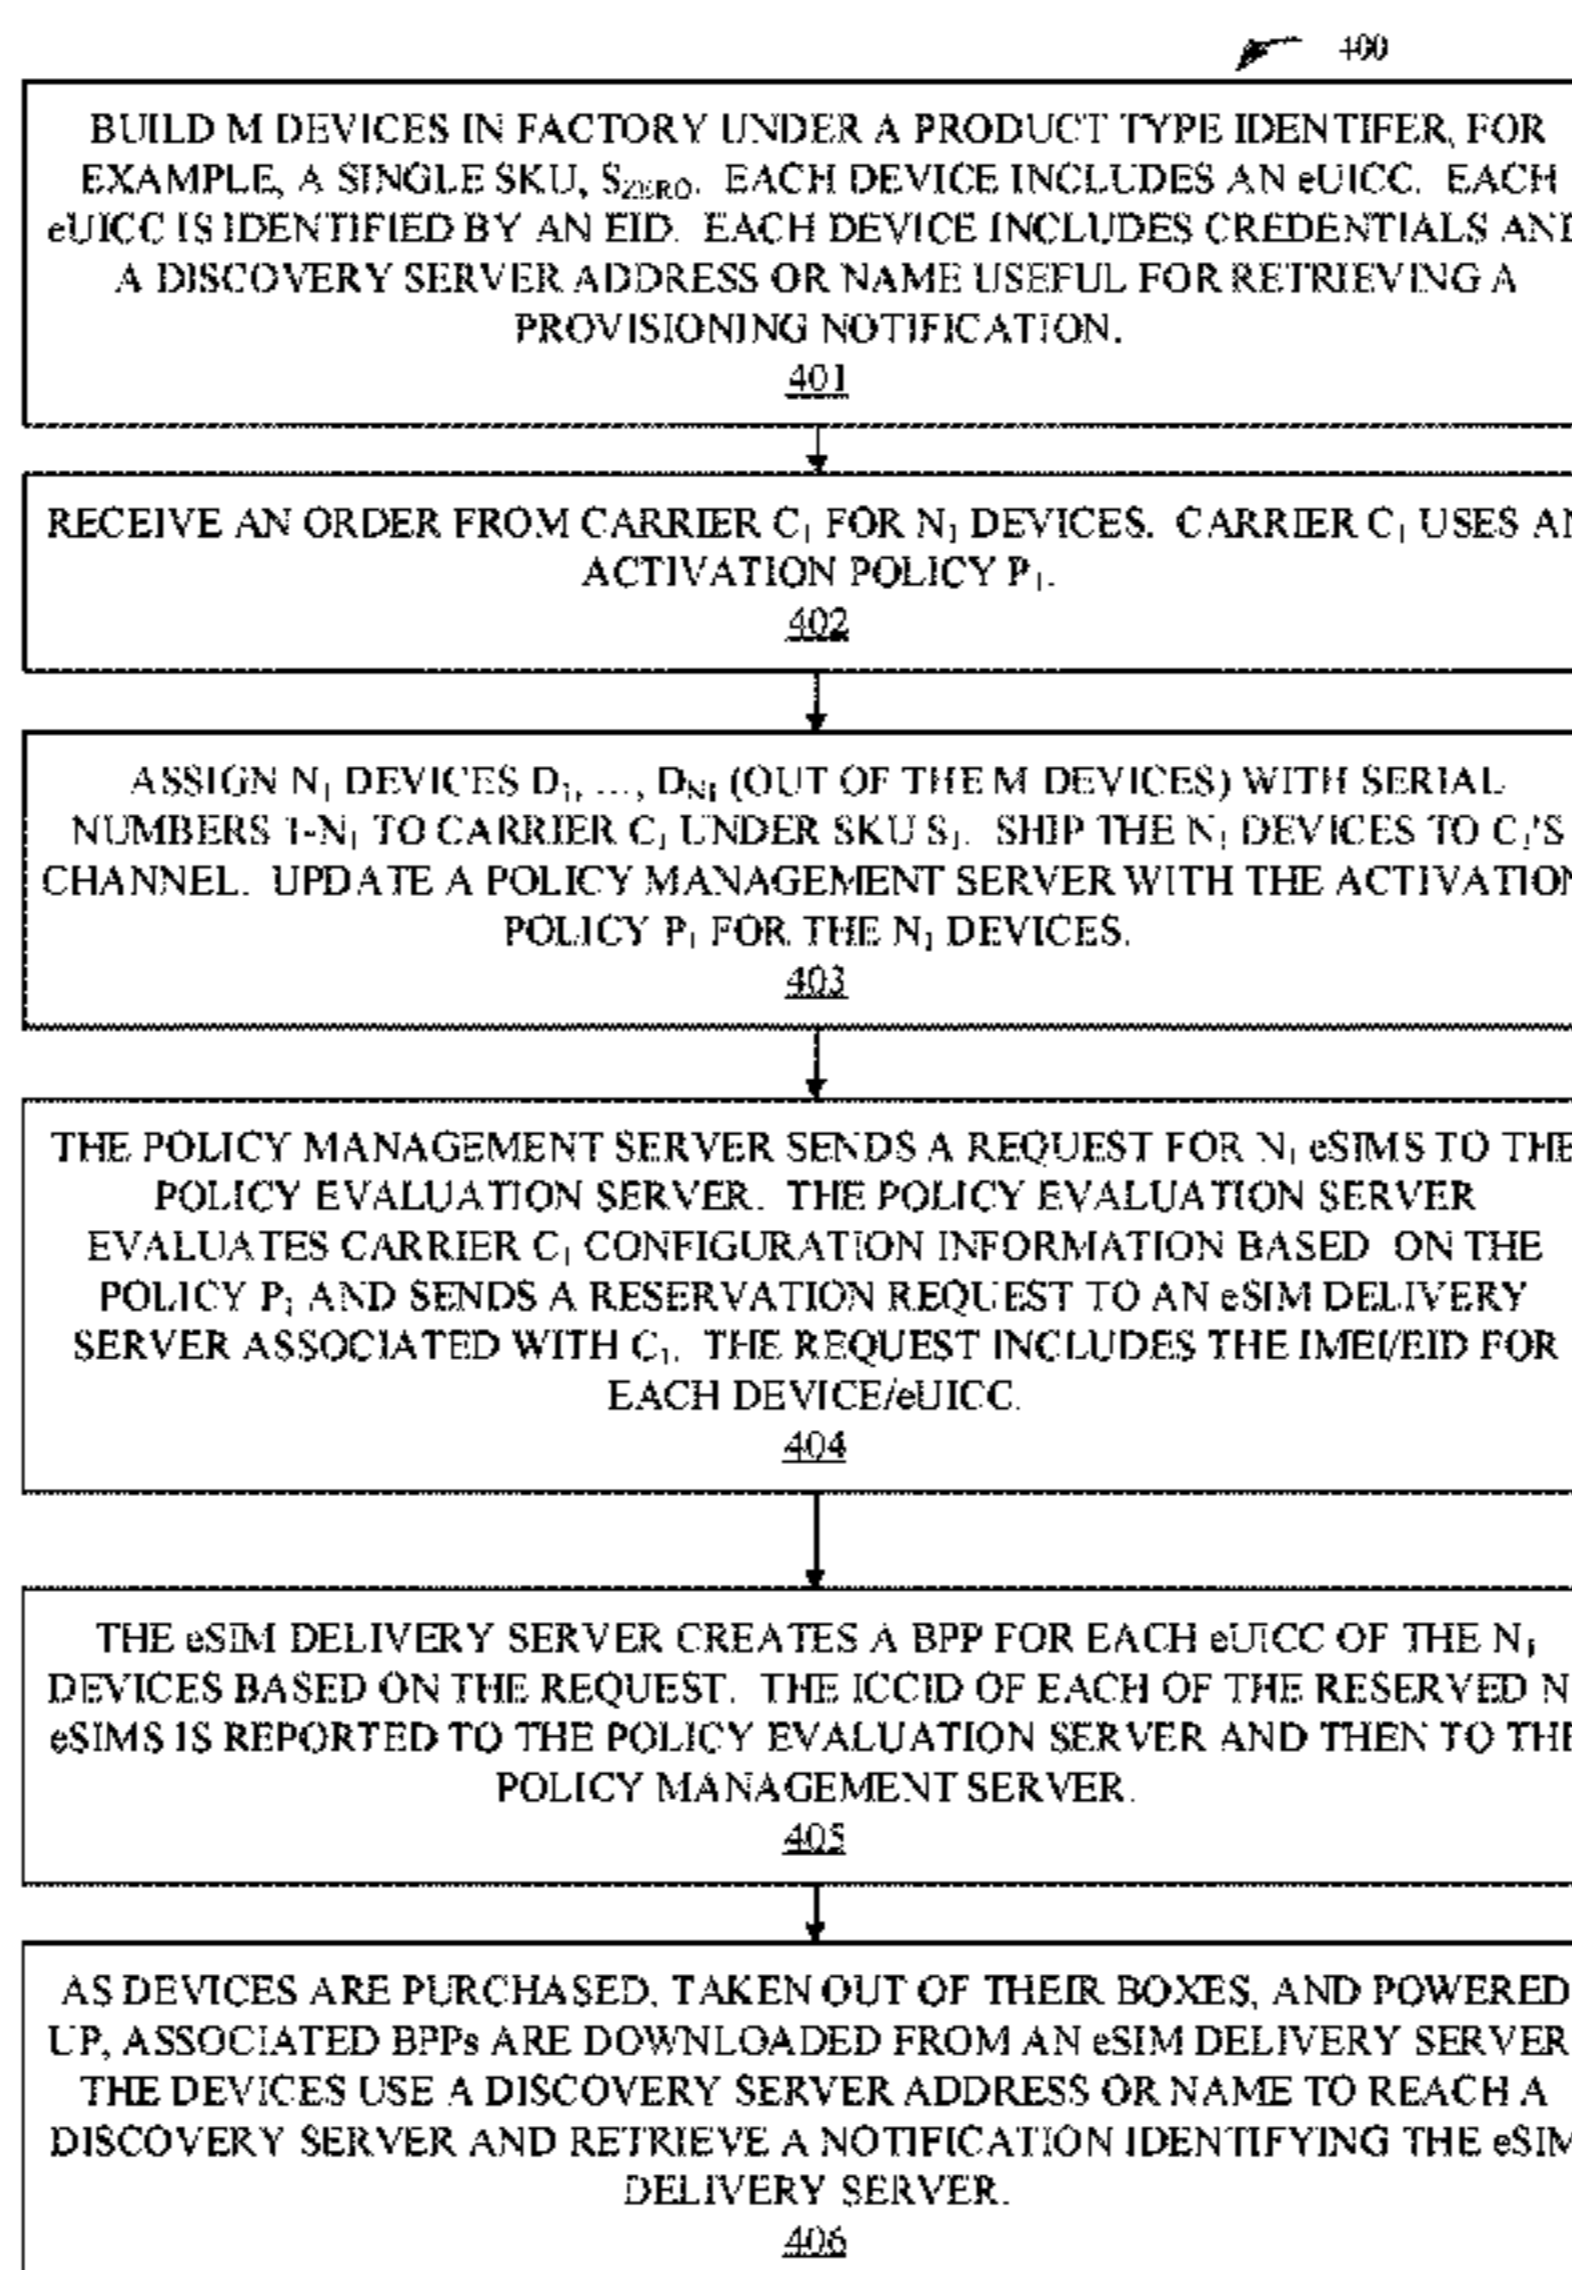 400
BUILD M DEVICES IN FACTORY UNDER A PRODUCT TYPE IDENTIFER, FOR
EXAMPLE, A SINGLE SKU, S_ZERO. EACH DEVICE INCLUDES AN eUICC. EACH
eUICC IS IDENTIFIED BY AN EID. EACH DEVICE INCLUDES CREDENTIALS AND
A DISCOVERY SERVER ADDRESS OR NAME USEFUL FOR RETRIEVING A
PROVISIONING NOTIFICATION.
401
RECEIVE AN ORDER FROM CARRIER C₁ FOR N₁ DEVICES. CARRIER C₁ USES AN
ACTIVATION POLICY P₁.
402
ASSIGN N₁ DEVICES D₁, ..., D_N1 (OUT OF THE M DEVICES) WITH SERIAL
NUMBERS 1-N₁ TO CARRIER C₁ UNDER SKU S₁. SHIP THE N₁ DEVICES TO C₁'S
CHANNEL. UPDATE A POLICY MANAGEMENT SERVER WITH THE ACTIVATION
POLICY P₁ FOR THE N₁ DEVICES.
403
THE POLICY MANAGEMENT SERVER SENDS A REQUEST FOR N₁ eSIMS TO THE
POLICY EVALUATION SERVER. THE POLICY EVALUATION SERVER
EVALUATES CARRIER C₁ CONFIGURATION INFORMATION BASED ON THE
POLICY P₁ AND SENDS A RESERVATION REQUEST TO AN eSIM DELIVERY
SERVER ASSOCIATED WITH C₁. THE REQUEST INCLUDES THE IMEI/EID FOR
EACH DEVICE/eUICC.
404
THE eSIM DELIVERY SERVER CREATES A BPP FOR EACH eUICC OF THE N₁
DEVICES BASED ON THE REQUEST. THE ICCID OF EACH OF THE RESERVED N
eSIMS IS REPORTED TO THE POLICY EVALUATION SERVER AND THEN TO THE
POLICY MANAGEMENT SERVER.
405
AS DEVICES ARE PURCHASED, TAKEN OUT OF THEIR BOXES, AND POWERED
UP, ASSOCIATED BPPs ARE DOWNLOADED FROM AN eSIM DELIVERY SERVER
THE DEVICES USE A DISCOVERY SERVER ADDRESS OR NAME TO REACH A
DISCOVERY SERVER AND RETRIEVE A NOTIFICATION IDENTIFYING THE eSIM
DELIVERY SERVER.
406